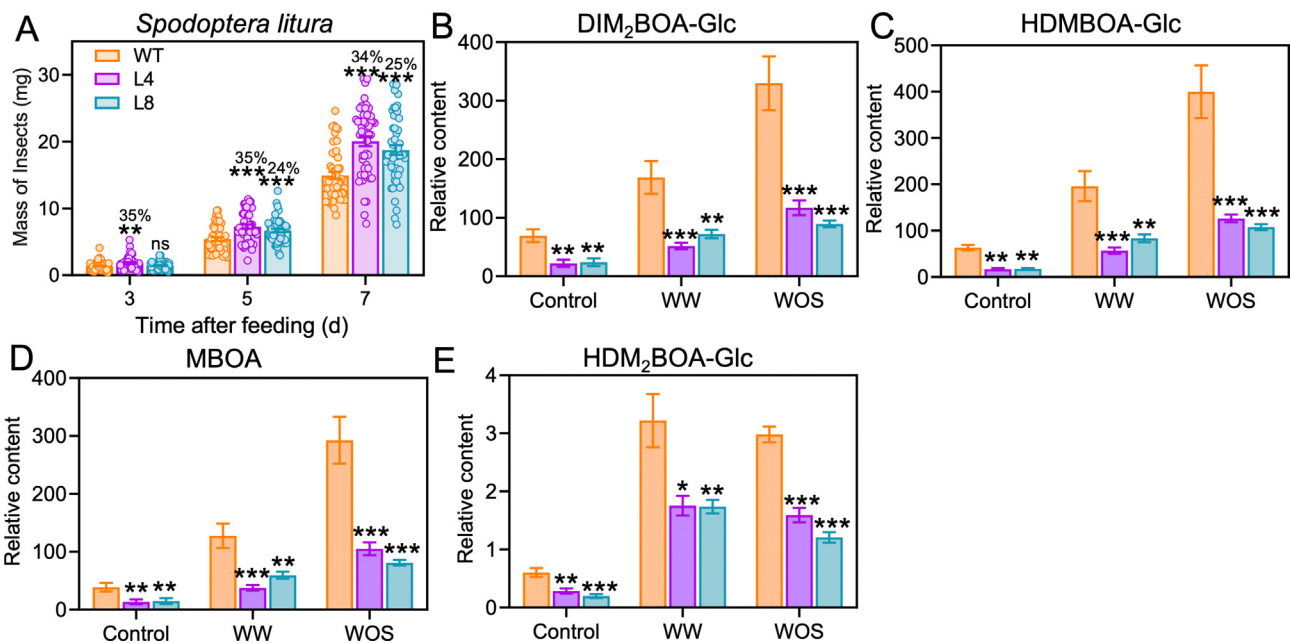 A
Spodoptera litura
Mass of Insects (mg)
30
20
10
0
WT
L4
L8
35%
**
ns
35%
***
24%
***
34%
***
25%
***
3
5
7
Time after feeding (d)
B
DIM₂BOA-Glc
Relative content
400
300
200
100
0
** **
*** **
*** ***
Control
WW
WOS
C
HDMBOA-Glc
Relative content
500
400
300
200
100
0
** **
*** **
*** ***
Control
WW
WOS
D
MBOA
Relative content
400
300
200
100
0
** **
*** **
*** ***
Control
WW
WOS
E
HDM₂BOA-Glc
Relative content
4
3
2
1
0
** ***
* **
*** ***
Control
WW
WOS